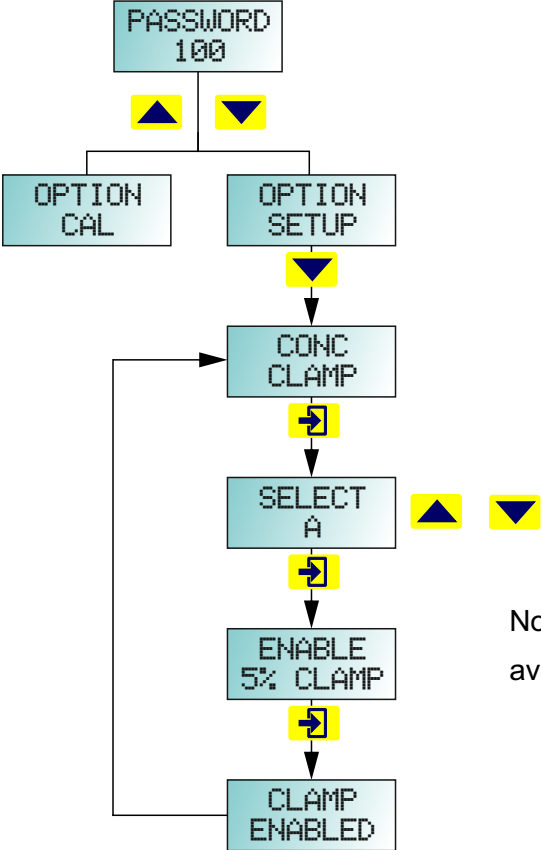 PASSWORD
100
OPTION
CAL
OPTION
SETUP
CONC
CLAMP
SELECT
A
ENABLE
5% CLAMP
CLAMP
ENABLED